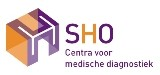 SHO
Centra voor
medische diagnostiek